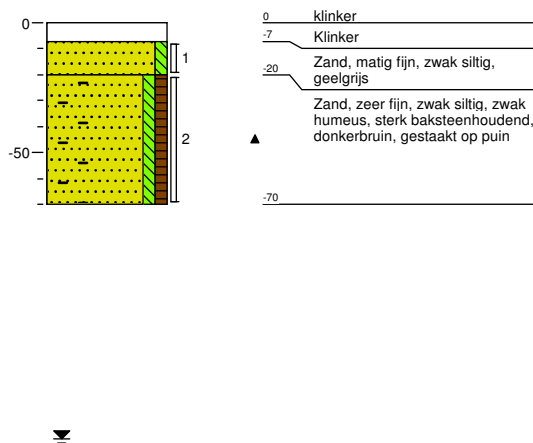 0
-50
1
2
0 klinker
-7 Klinker
Zand, matig fijn, zwak siltig,
-20
geelgrijs
Zand, zeer fijn, zwak siltig, zwak
humeus, sterk baksteenhoudend,
donkerbruin, gestaakt op puin
-70